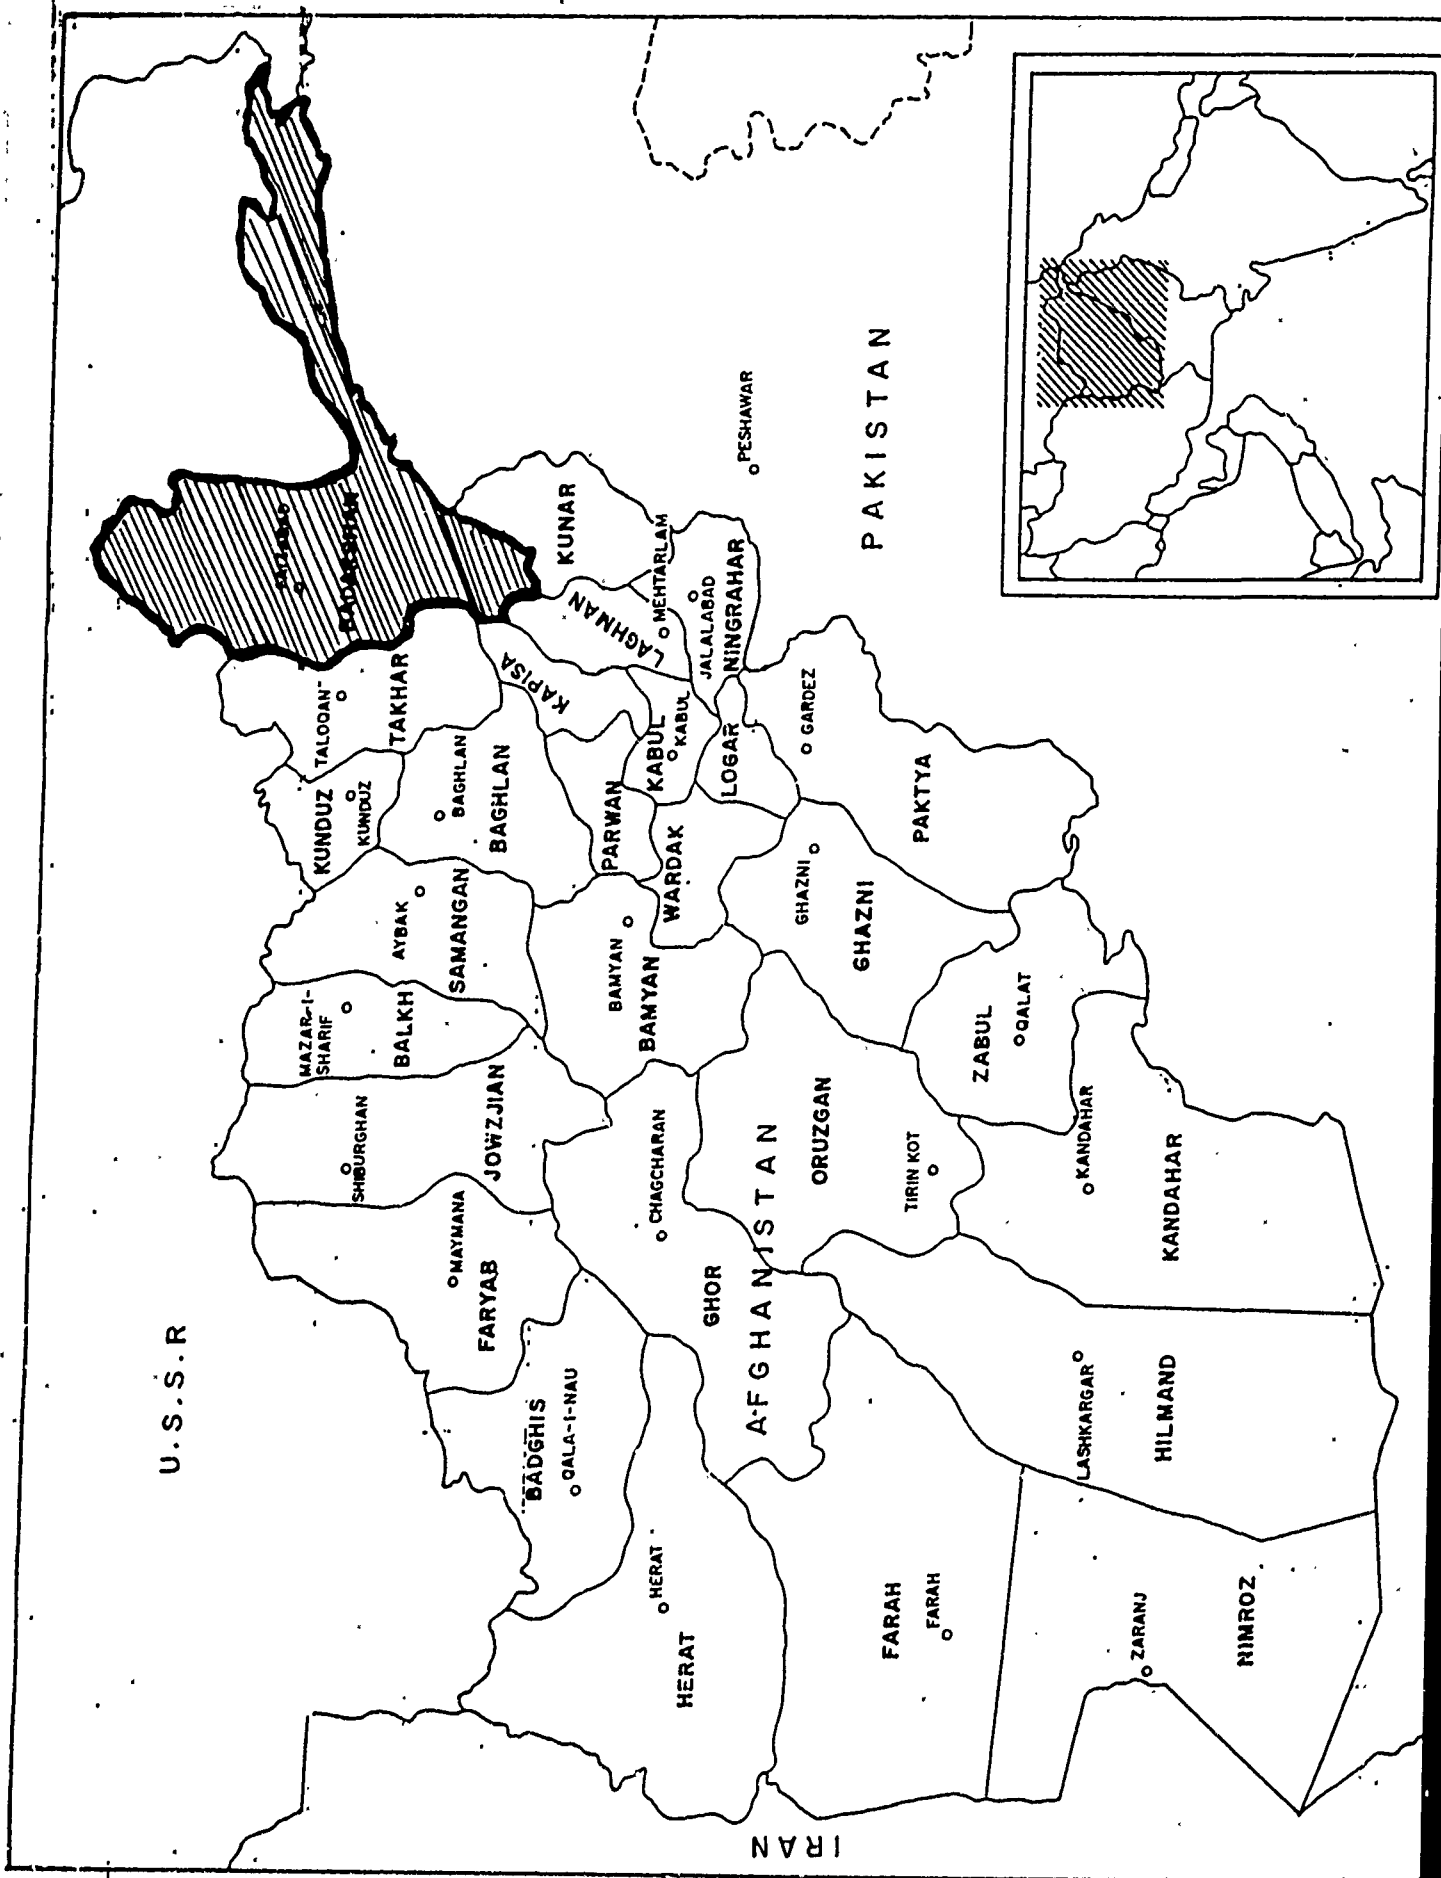 U.S.S.R
FAIZABAD
BADAKSHAN
TALOQAN
TAKHAR
KUNDUZ
KUNDUZ
BAGHLAN
BAGHLAN
AYBAK
SAMANGAN
MAZAR-I-
SHARIF
BALKH
SHIBURGHAN
JOWZJIAN
MAYMANA
FARYAB
BADGHIS
QALA-I-NAU
HERAT
HERAT
CHAGCHARAN
GHOR
AFGHANISTAN
BAMYAN
BAMYAN
PARWAN
WARDAK
KAPISA
KABUL
KABUL
LOGAR
LAGHMAN
MEHTARLAM
KUNAR
JALALABAD
NINGRAHAR
PESHAWAR
PAKISTAN
GARDEZ
PAKTYA
GHAZNI
GHAZNI
ORUZGAN
TIRIN KOT
ZABUL
QALAT
KANDAHAR
KANDAHAR
LASHKARGAR
HILMAND
FARAH
FARAH
ZARANJ
NIMROZ
IRAN